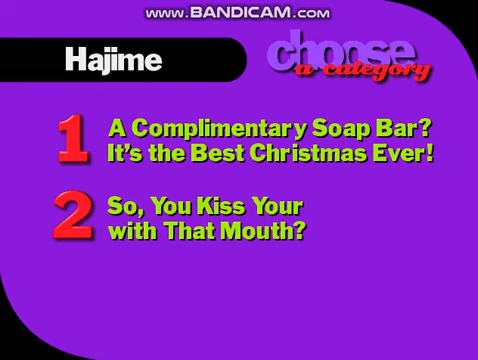 www.BANDICAM.com
Hajime
choose
a category
1 A Complimentary Soap Bar?
It's the Best Christmas Ever!
2 So, You Kiss Your
with That Mouth?